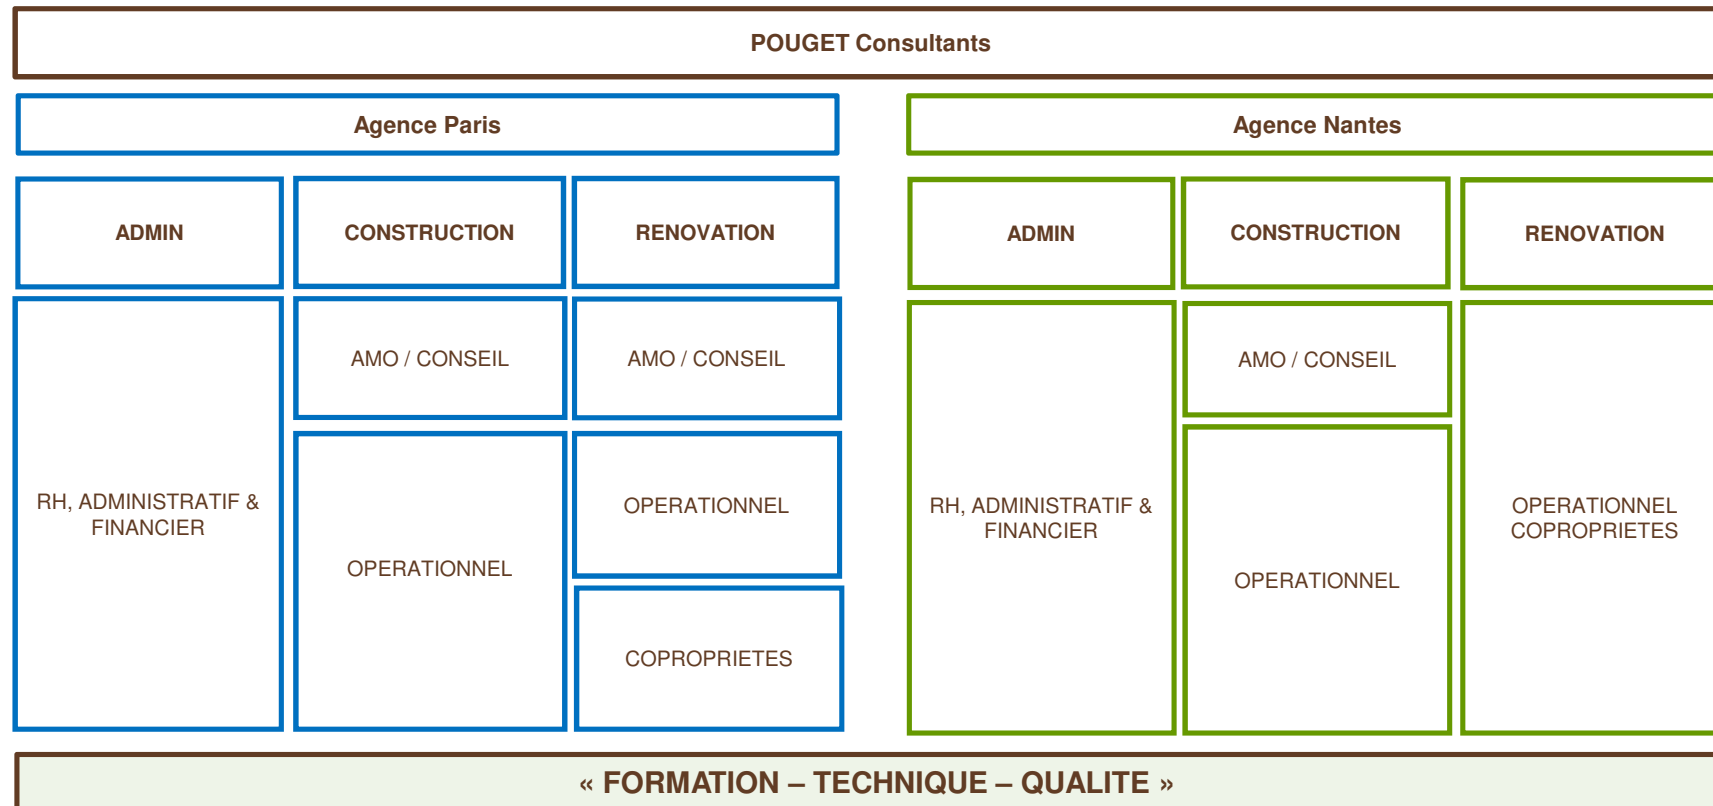 POUGET Consultants
Agence Paris
Agence Nantes
ADMIN
CONSTRUCTION
RENOVATION
ADMIN
CONSTRUCTION
RENOVATION
AMO / CONSEIL
AMO / CONSEIL
AMO / CONSEIL
RH, ADMINISTRATIF &
FINANCIER
OPERATIONNEL
OPERATIONNEL
COPROPRIETES
RH, ADMINISTRATIF &
FINANCIER
OPERATIONNEL
OPERATIONNEL
COPROPRIETES
« FORMATION – TECHNIQUE – QUALITE »